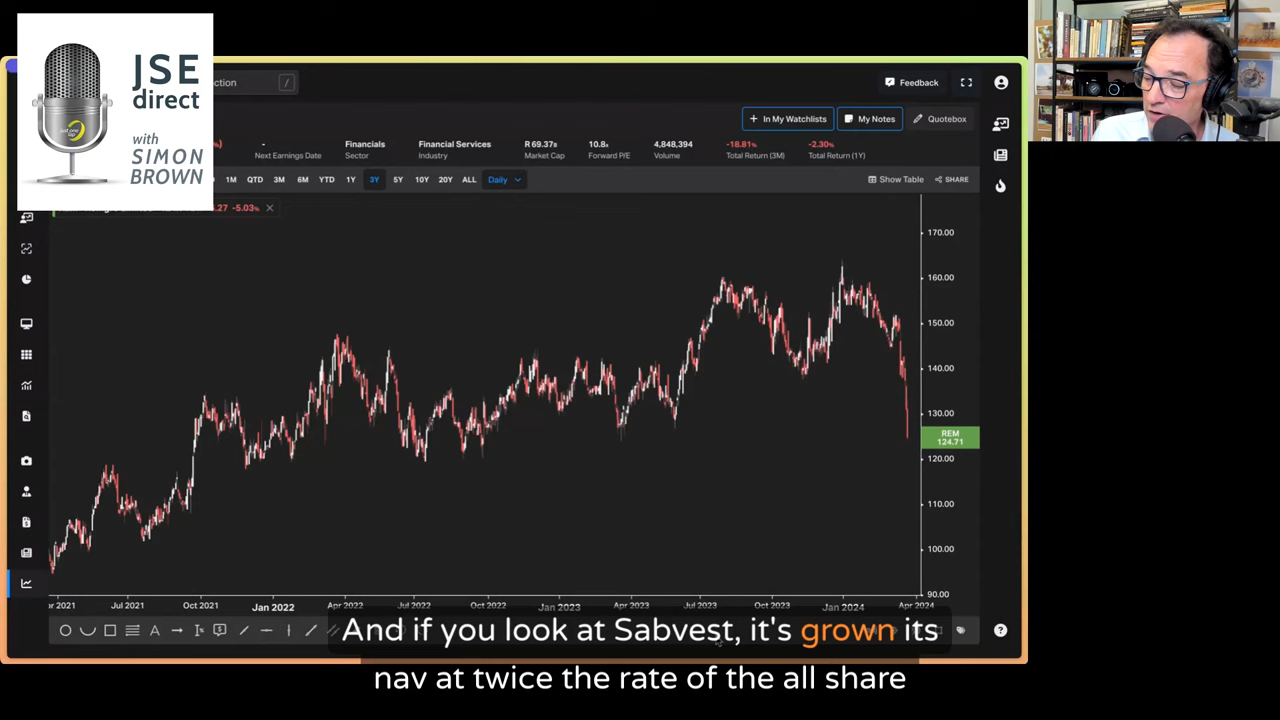 JSE
direct
with
SIMON
BROWN
just one
lap
ction
/
Feedback
In My Watchlists
My Notes
Quotebox
-
Next Earnings Date
Financials
Sector
Financial Services
Industry
R 69.37B
Market Cap
10.8x
Forward P/E
4,848,394
Volume
-18.81%
Total Return (3M)
-2.30%
Total Return (1Y)
1M QTD 3M 6M YTD 1Y 3Y 5Y 10Y 20Y ALL Daily
Show Table SHARE
.27 -5.03%
170.00
160.00
150.00
140.00
130.00
REM
124.71
120.00
110.00
100.00
90.00
r 2021 Jul 2021 Oct 2021 Jan 2022 Apr 2022 Jul 2022 Oct 2022 Jan 2023 Apr 2023 Jul 2023 Oct 2023 Jan 2024 Apr 2024
And if you look at Sabvest, it's grown its
nav at twice the rate of the all share